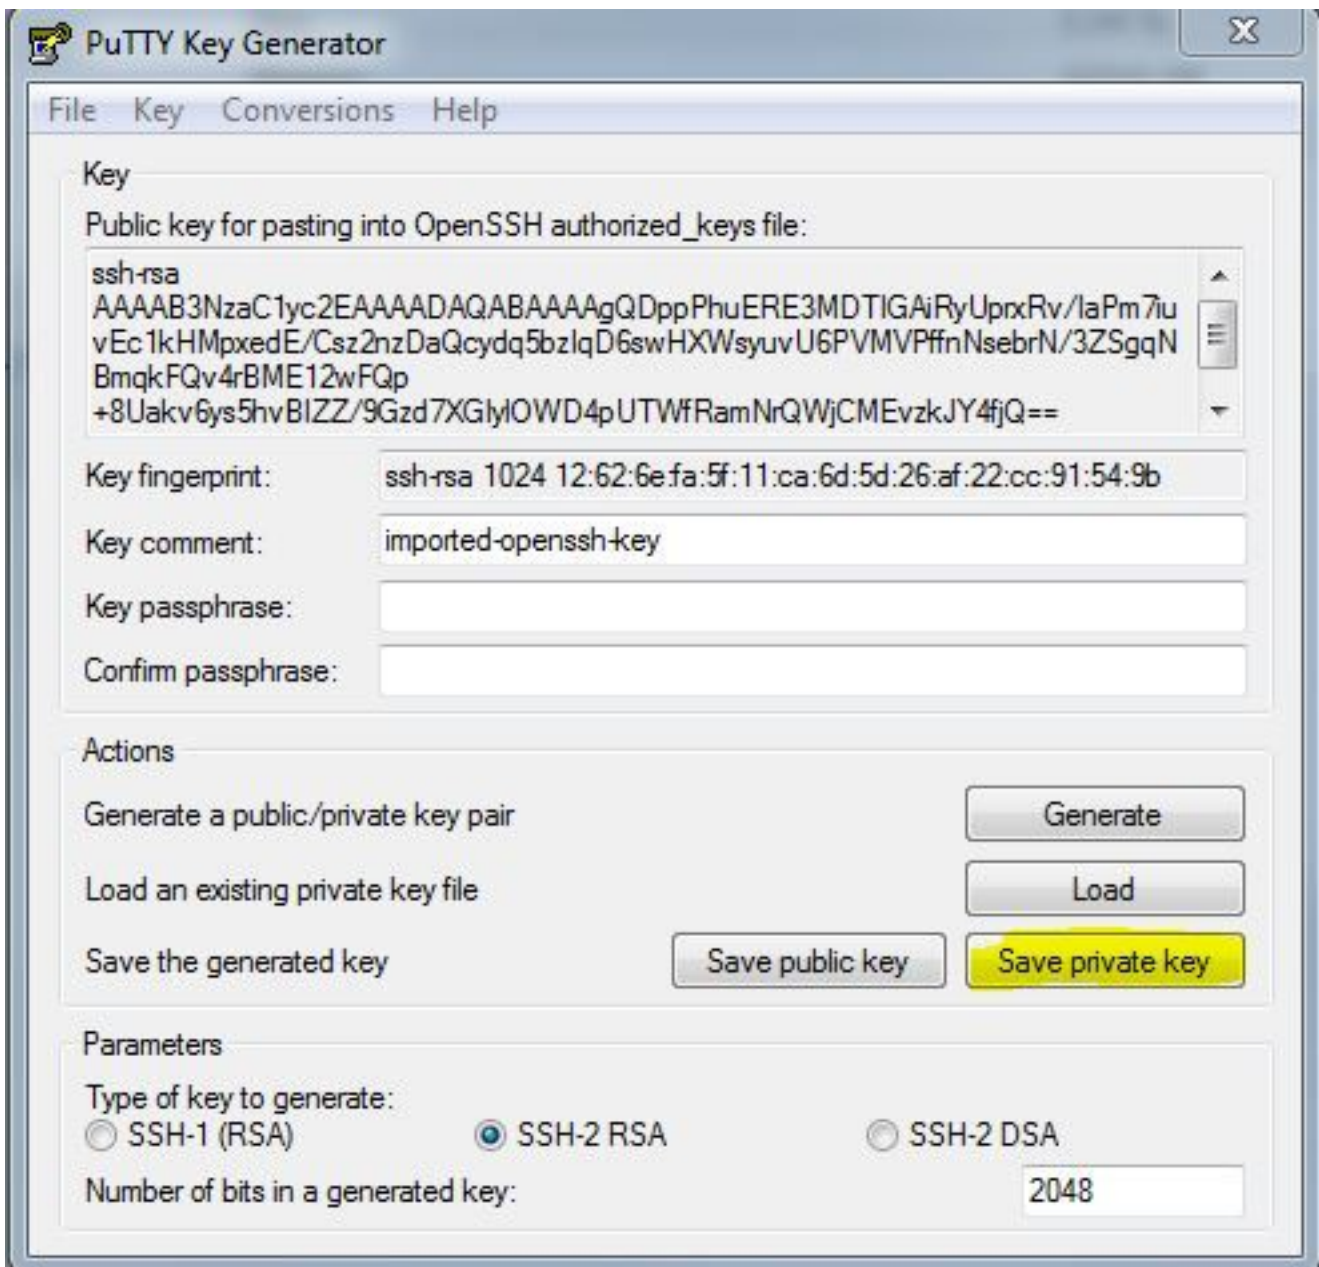 PuTTY Key Generator
File Key Conversions Help
Key
Public key for pasting into OpenSSH authorized_keys file:
ssh-rsa
AAAAB3NzaC1yc2EAAAADAQABAAAAgQDppPhuERE3MDTIGAiRyUprxRv/laPm7iu
vEc1kHMpxedE/Csz2nzDaQcydq5bzlqD6swHXWsyuvU6PVMVPffnNsebrN/3ZSgqN
BmqkFQv4rBME12wFQp
+8Uakv6ys5hvBIZZ/9Gzd7XGlylOWD4pUTWfRamNrQWjCMEvzkJY4fjQ==
Key fingerprint: ssh-rsa 1024 12:62:6e:fa:5f:11:ca:6d:5d:26:af:22:cc:91:54:9b
Key comment: imported-openssh-key
Key passphrase:
Confirm passphrase:
Actions
Generate a public/private key pair Generate
Load an existing private key file Load
Save the generated key Save public key Save private key
Parameters
Type of key to generate:
SSH-1 (RSA) SSH-2 RSA SSH-2 DSA
Number of bits in a generated key: 2048